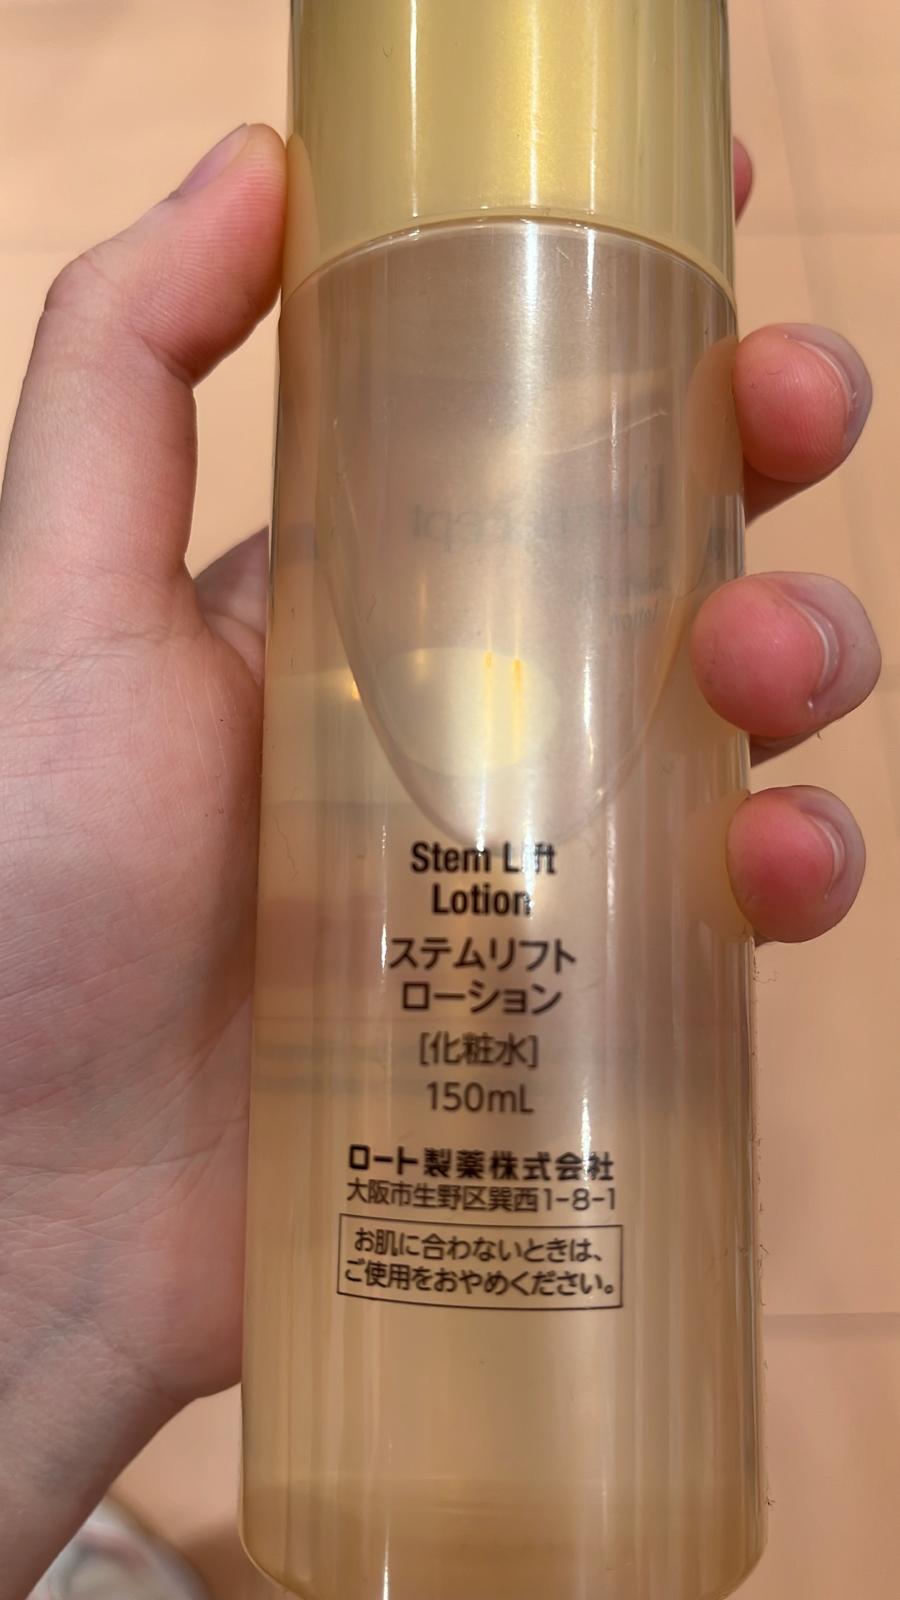 Stem Lift
Lotion
ステムリフト
ローション
[化粧水]
150mL
ロート製薬株式会社
大阪市生野区巽西1-8-1
お肌に合わないときは、
ご使用をおやめください。